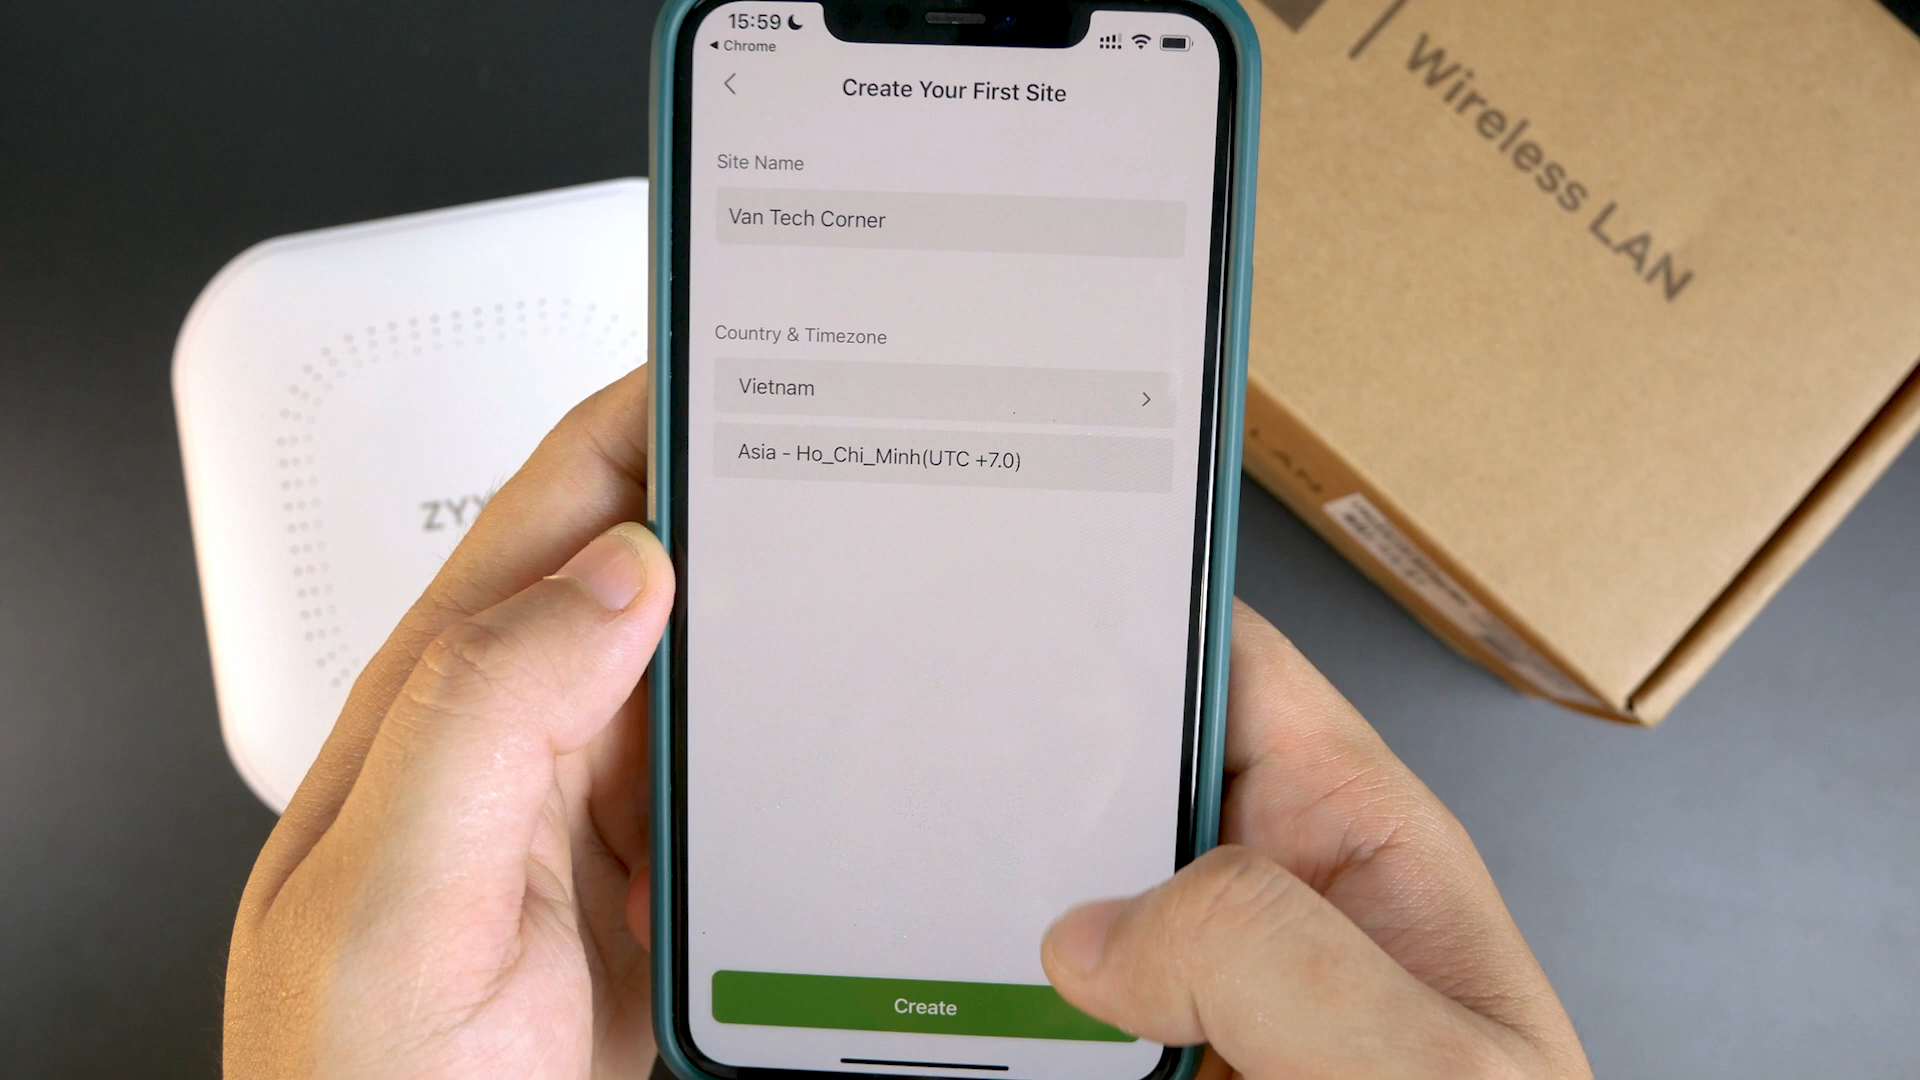 15:59
Chrome
Create Your First Site
Site Name
Van Tech Corner
Country & Timezone
Vietnam
Asia - Ho_Chi_Minh(UTC +7.0)
Create
Wireless LAN
LAN